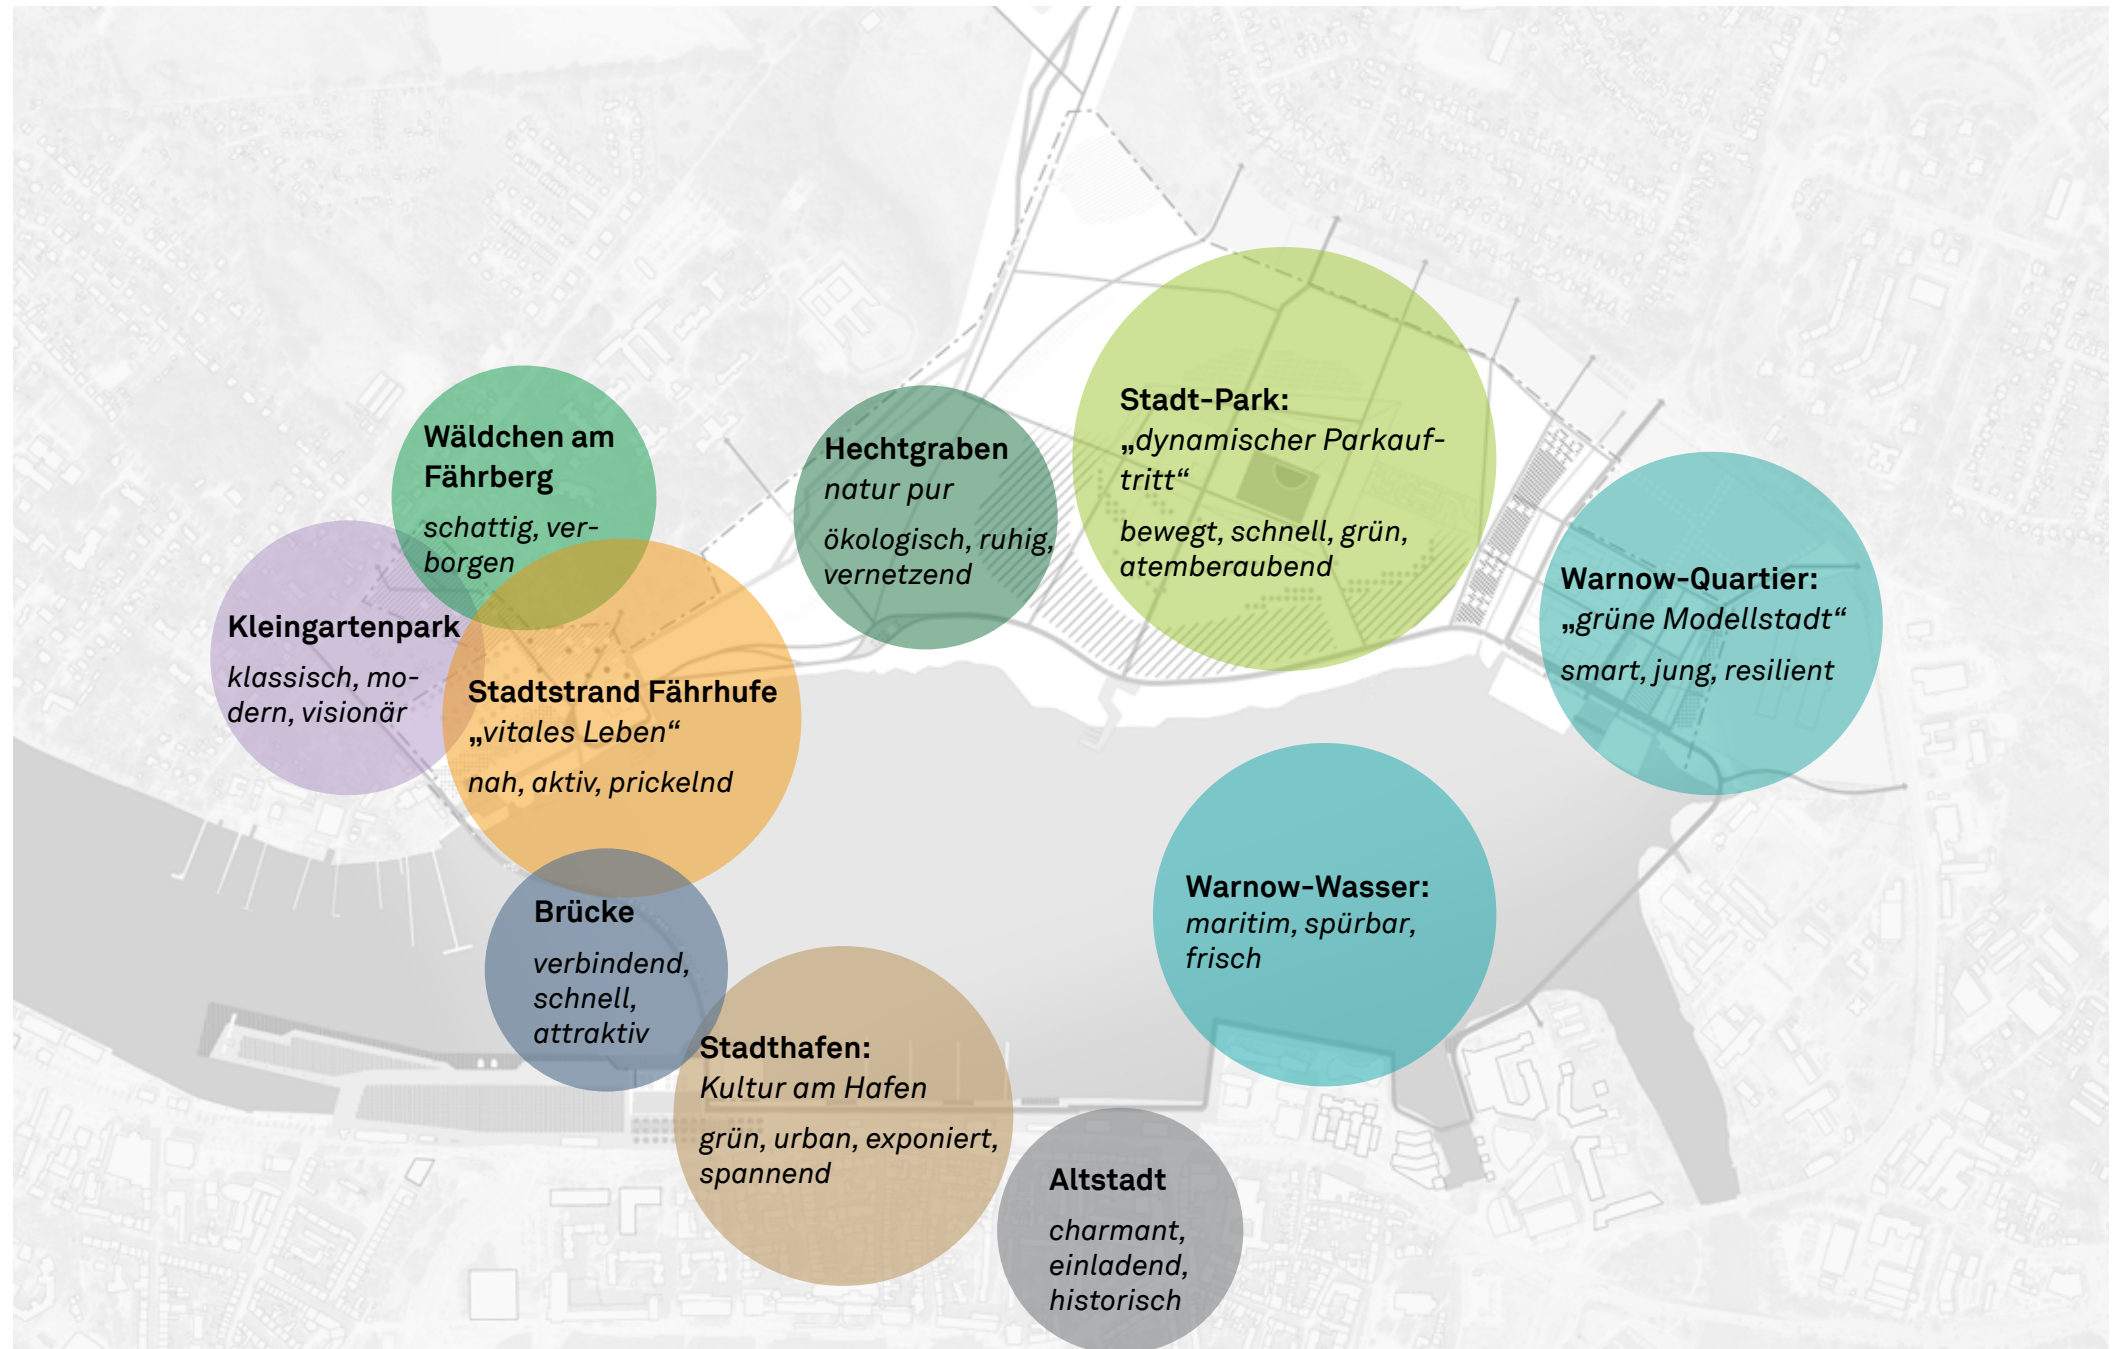 Wäldchen am
Fährberg
schattig, ver-
borgen
Kleingartenpark
klassisch, mo-
dern, visionär
Stadtstrand Fährhufe
„vitales Leben“
nah, aktiv, prickelnd
Hechtgraben
natur pur
ökologisch, ruhig,
vernetzend
Stadt-Park:
„dynamischer Parkauf-
tritt“
bewegt, schnell, grün,
atemberaubend
Warnow-Quartier:
„grüne Modellstadt“
smart, jung, resilient
Warnow-Wasser:
maritim, spürbar,
frisch
Brücke
verbindend,
schnell,
attraktiv
Stadthafen:
Kultur am Hafen
grün, urban, exponiert,
spannend
Altstadt
charmant,
einladend,
historisch